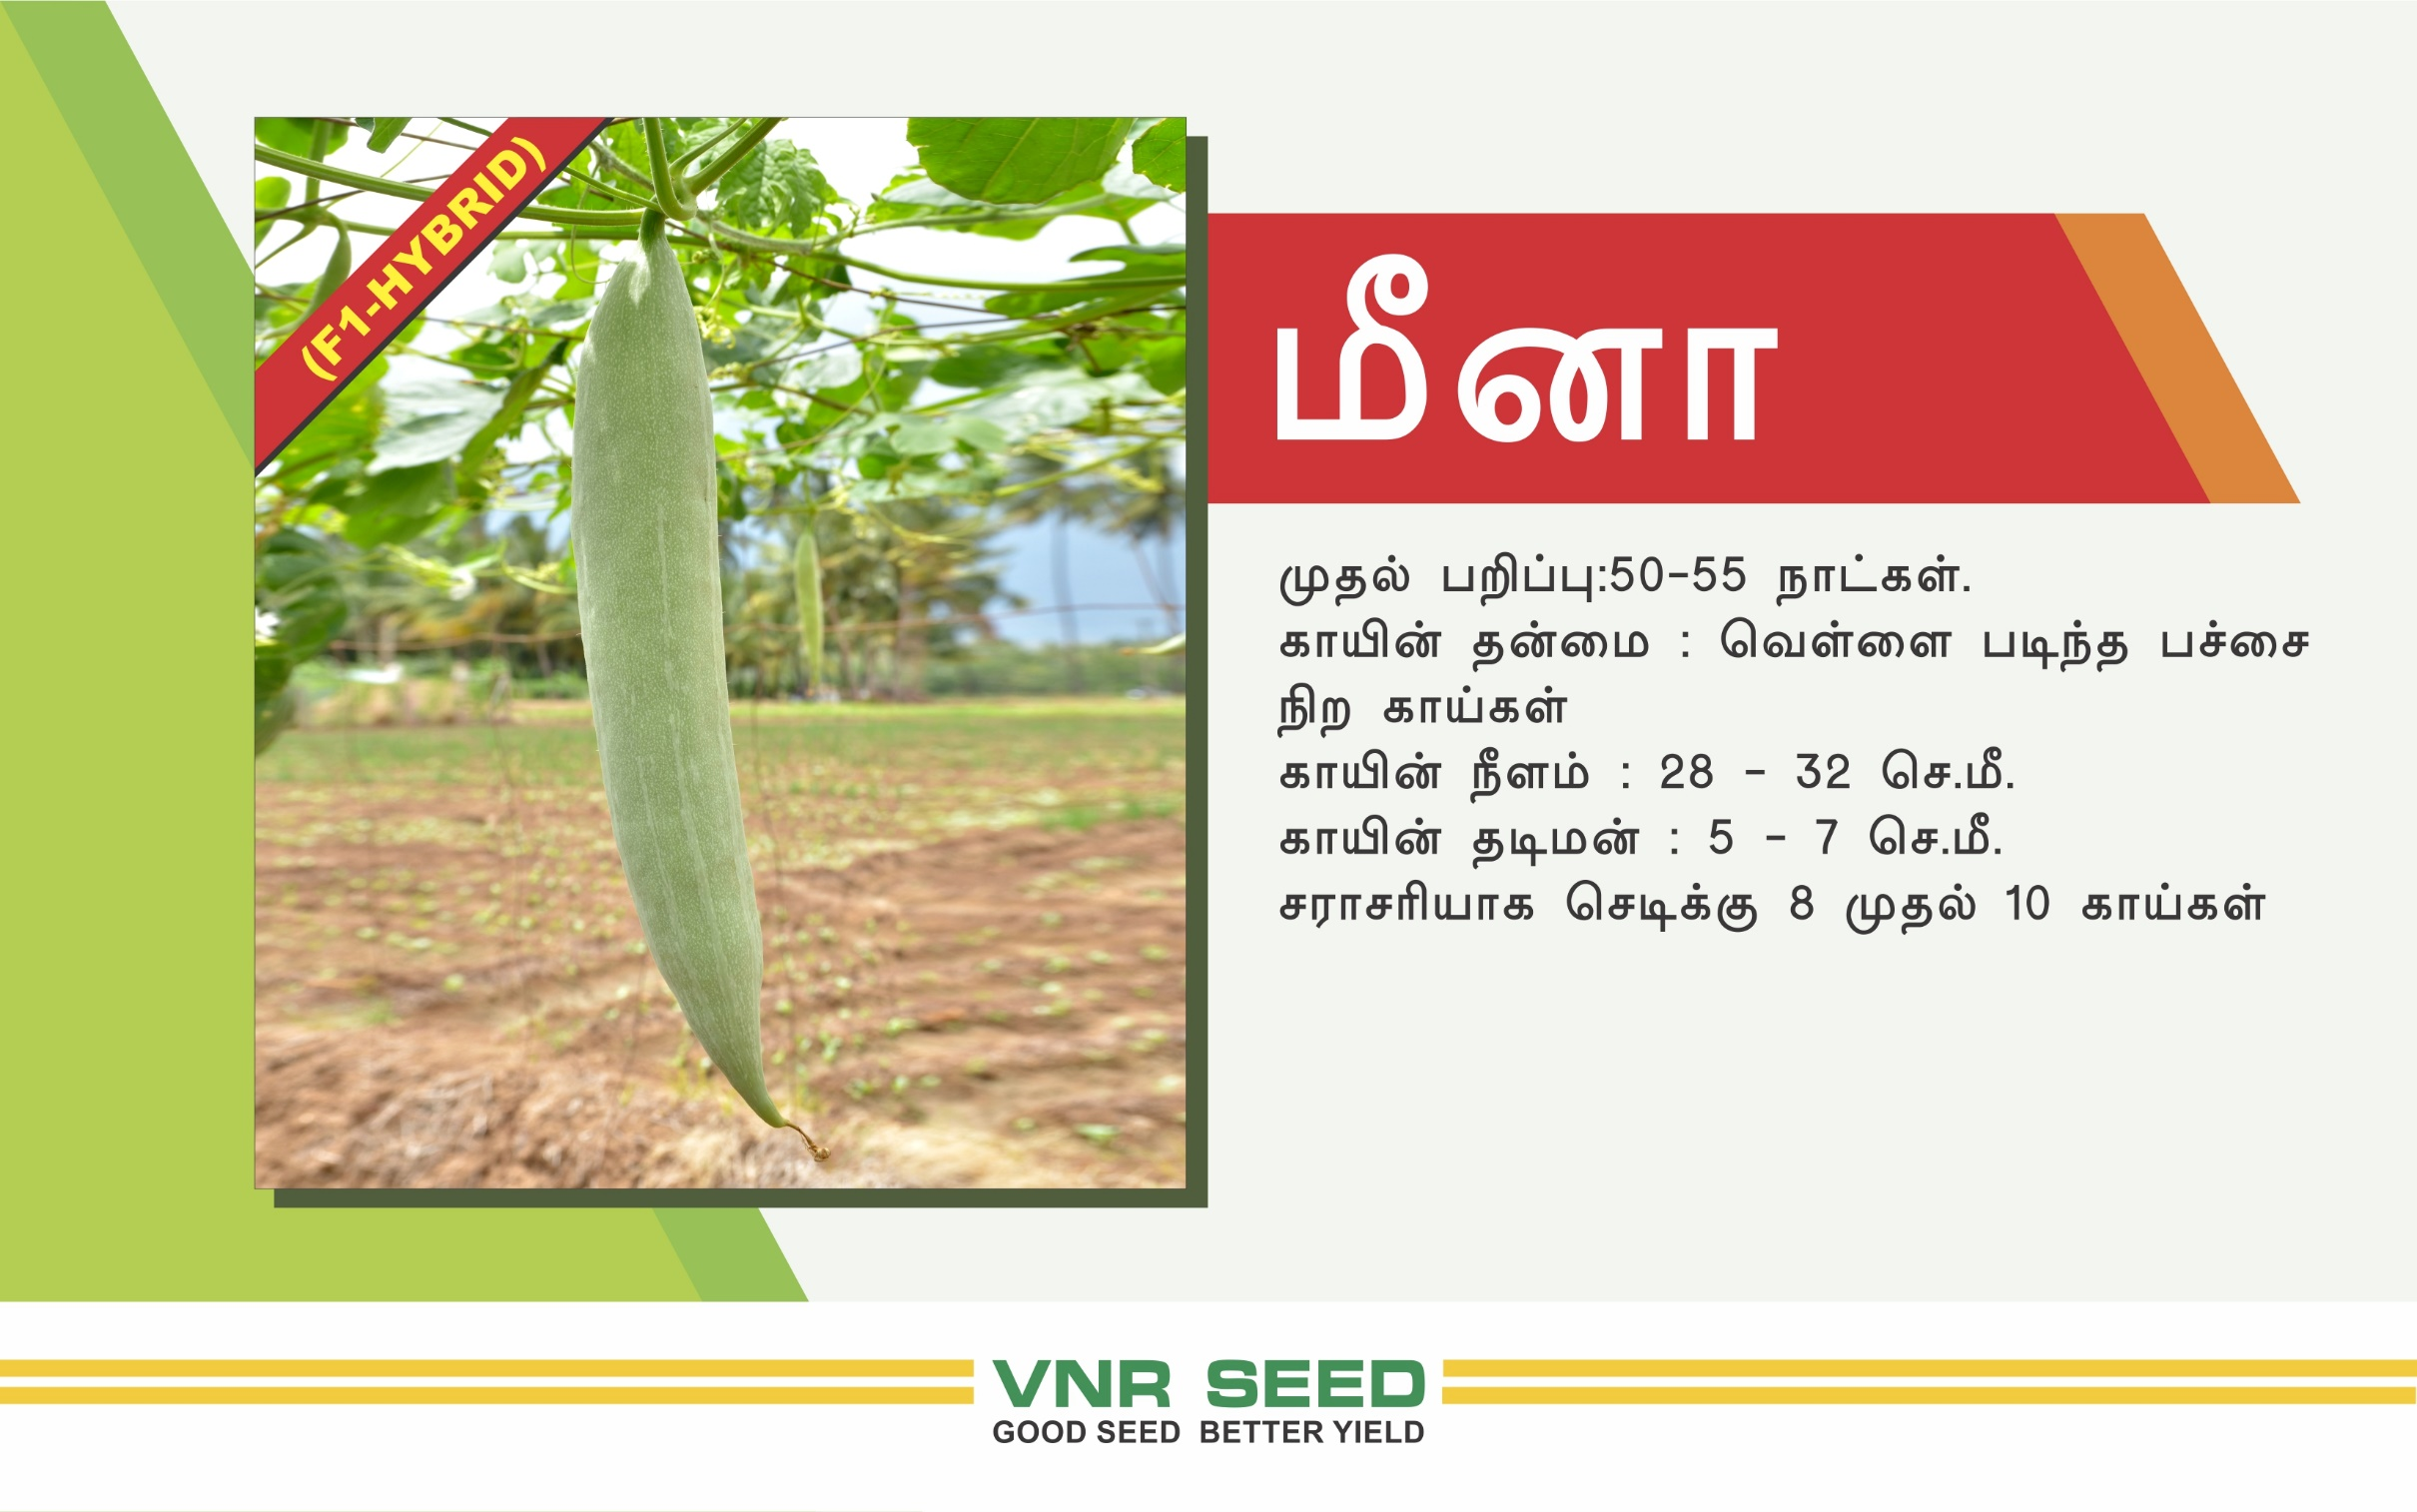 (F1-HYBRID))
மீனா
முதல் பறிப்பு:50-55 நாட்கள்.
காயின் தன்மை : வெள்ளை படிந்த பச்சை
நிற காய்கள்
காயின் நீளம் : 28 - 32 செ.மீ.
காயின் தடிமன் : 5 - 7 செ.மீ.
சராசரியாக செடிக்கு 8 முதல் 10 காய்கள்
VNR SEED
GOOD SEED BETTER YIELD